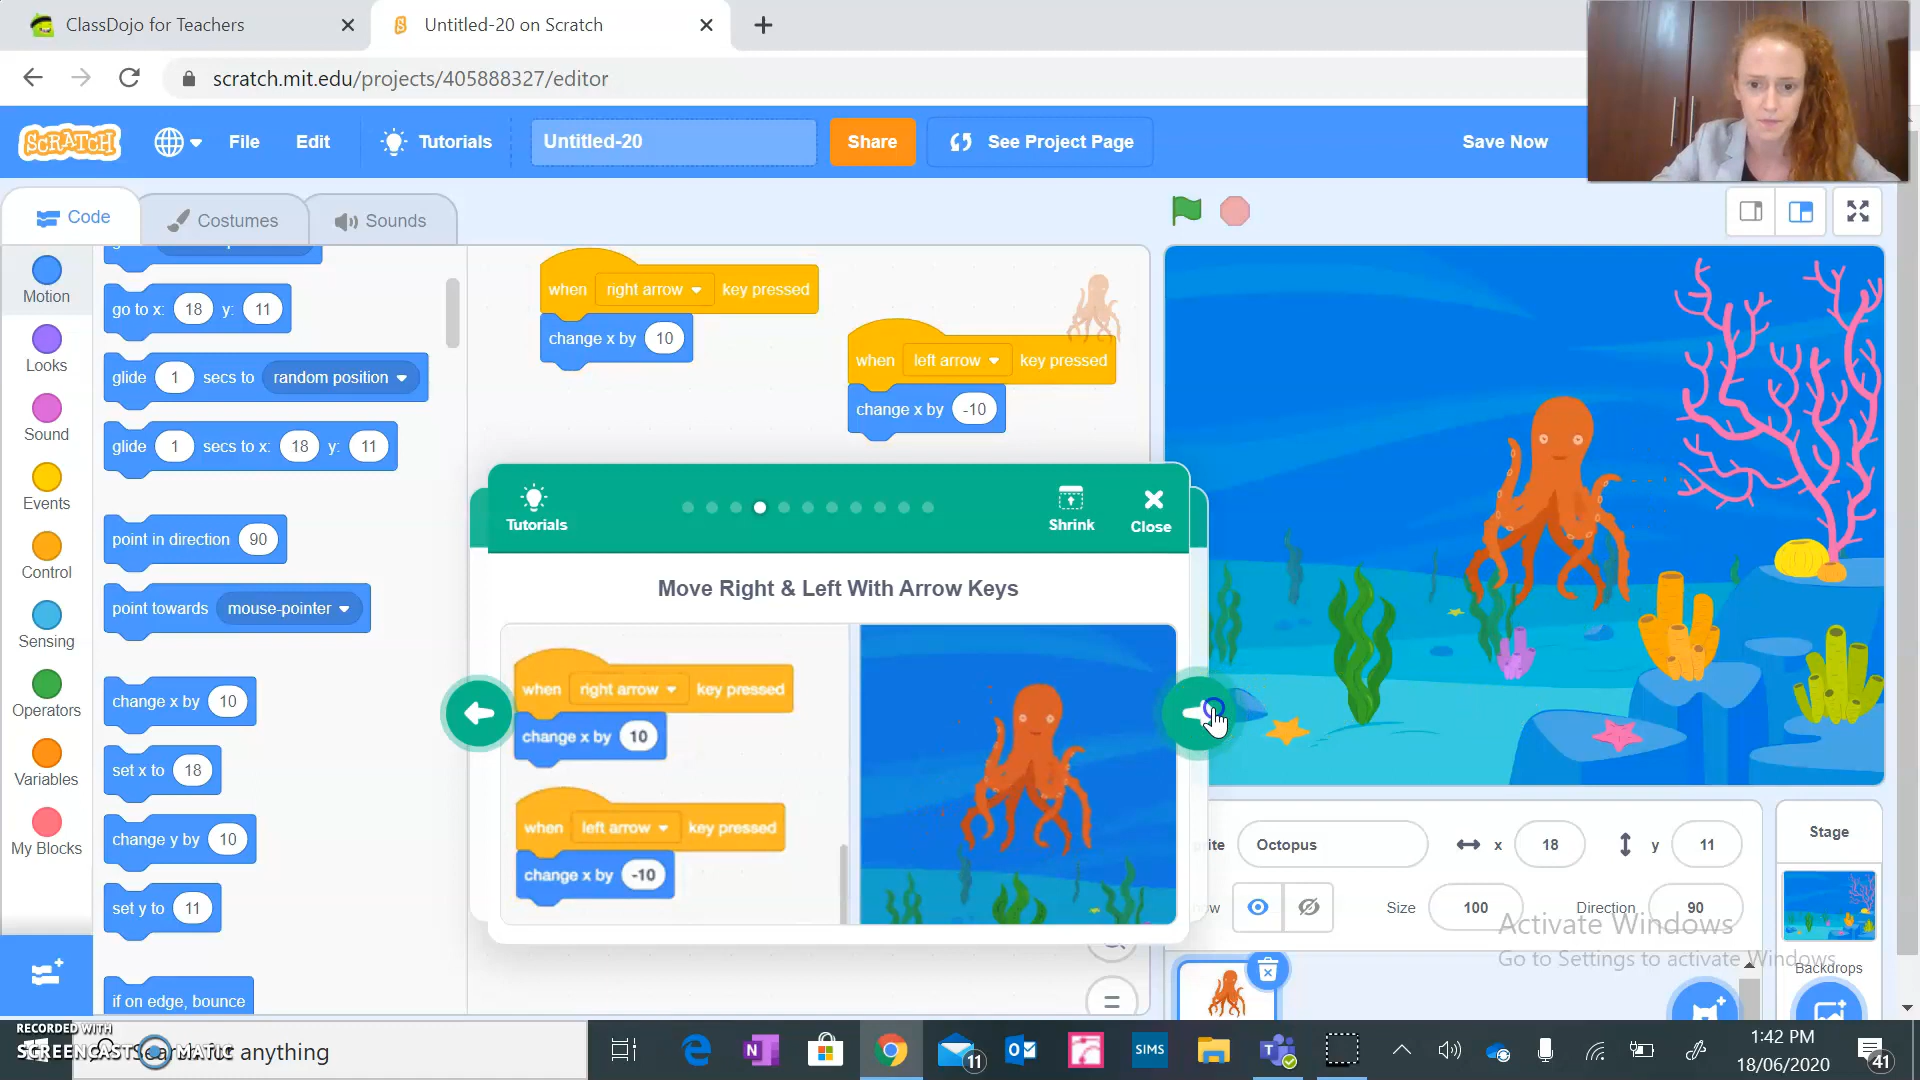 ClassDojo for Teachers
Untitled-20 on Scratch
scratch.mit.edu/projects/405888327/editor
SCRATCH
File
Edit
Tutorials
Untitled-20
Share
See Project Page
Save Now
Code
Costumes
Sounds
Motion
Looks
Sound
Events
Control
Sensing
Operators
Variables
My Blocks
go to x: 18 y: 11
glide 1 secs to random position
glide 1 secs to x: 18 y: 11
point in direction 90
point towards mouse-pointer
change x by 10
set x to 18
change y by 10
set y to 11
if on edge, bounce
when right arrow key pressed
change x by 10
when left arrow key pressed
change x by -10
Tutorials
Shrink
Close
Move Right & Left With Arrow Keys
when right arrow key pressed
change x by 10
when left arrow key pressed
change x by -10
Octopus
x 18
y 11
Size 100
Direction 90
Stage
Backdrops
Activate Windows
Go to Settings to activate Windows.
RECORDED WITH
SCREENCAST MATIC
anything
11
SIMS
1:42 PM
18/06/2020
41